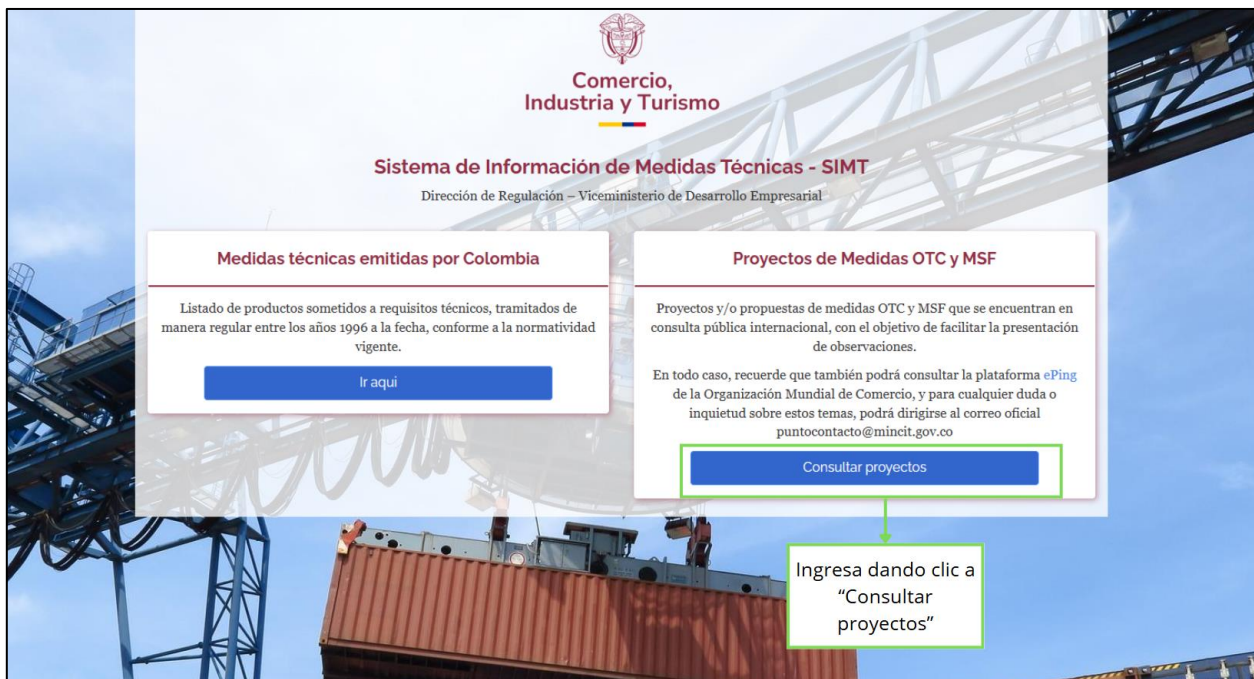 Comercio,
Industria y Turismo
Sistema de Información de Medidas Técnicas - SIMT
Dirección de Regulación – Viceministerio de Desarrollo Empresarial
Medidas técnicas emitidas por Colombia
Listado de productos sometidos a requisitos técnicos, tramitados de
manera regular entre los años 1996 a la fecha, conforme a la normatividad
vigente.
Ir aqui
Proyectos de Medidas OTC y MSF
Proyectos y/o propuestas de medidas OTC y MSF que se encuentran en
consulta pública internacional, con el objetivo de facilitar la presentación
de observaciones.
En todo caso, recuerde que también podrá consultar la plataforma ePing
de la Organización Mundial de Comercio, y para cualquier duda o
inquietud sobre estos temas, podrá dirigirse al correo oficial
puntocontacto@mincit.gov.co
Consultar proyectos
Ingresa dando clic a
“Consultar
proyectos”